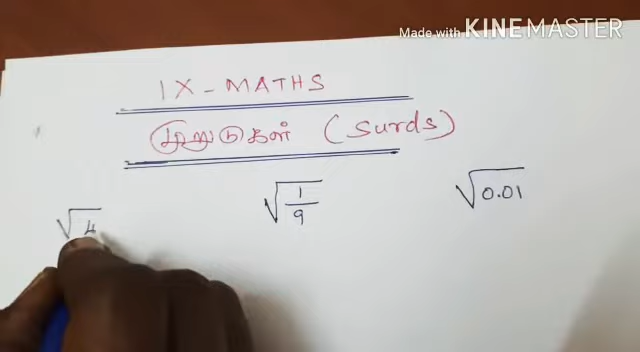 Made with KINEMASTER
IX - MATHS
முறுடுகள் (Surds)
√4 √1/9 √0.01